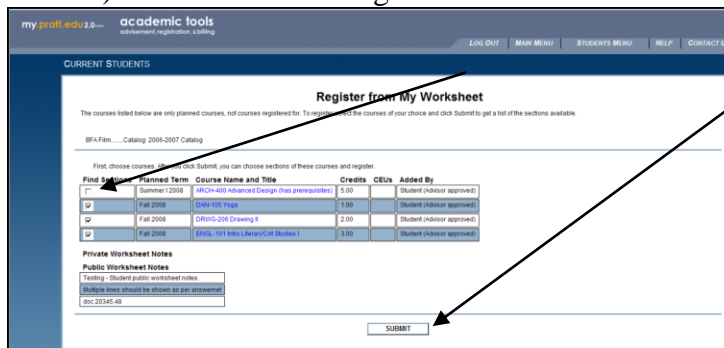 my.pratt.edu2.0 academic tools
advisement, registration, & billing
LOG OUT MAIN MENU STUDENTS MENU HELP CONTACT
CURRENT STUDENTS
Register from My Worksheet
The courses listed below are only planned courses, not courses registered for. To register select the courses of your choice and click Submit to get a list of the sections available.
BFA Film.......Catalog: 2006-2007 Catalog
First, choose courses. After you click Submit, you can choose sections of these courses and register.
Find Sections Planned Term Course Name and Title Credits CEUs Added By
Summer I 2008 ARCH-400 Advanced Design (has prerequisites) 5.00 Student (Advisor approved)
Fall 2008 DAN-105 Yoga 1.00 Student (Advisor approved)
Fall 2008 DRWG-206 Drawing II 2.00 Student (Advisor approved)
Fall 2008 ENGL-101 Intro Literary/Crit Studies I 3.00 Student (Advisor approved)
Private Worksheet Notes
Public Worksheet Notes
Testing - Student public worksheet notes.
Multiple lines should be shown as per answernet
doc 20345.48
SUBMIT